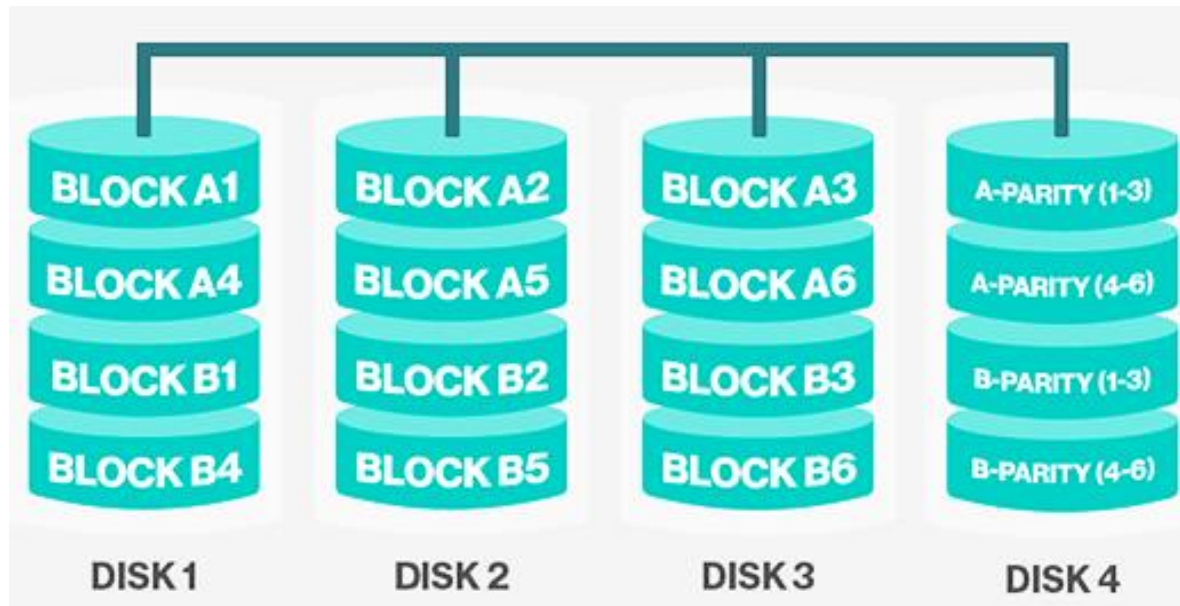 BLOCK A1 BLOCK A2 BLOCK A3 A-PARITY (1-3)
BLOCK A4 BLOCK A5 BLOCK A6 A-PARITY (4-6)
BLOCK B1 BLOCK B2 BLOCK B3 B-PARITY (1-3)
BLOCK B4 BLOCK B5 BLOCK B6 B-PARITY (4-6)
DISK 1 DISK 2 DISK 3 DISK 4